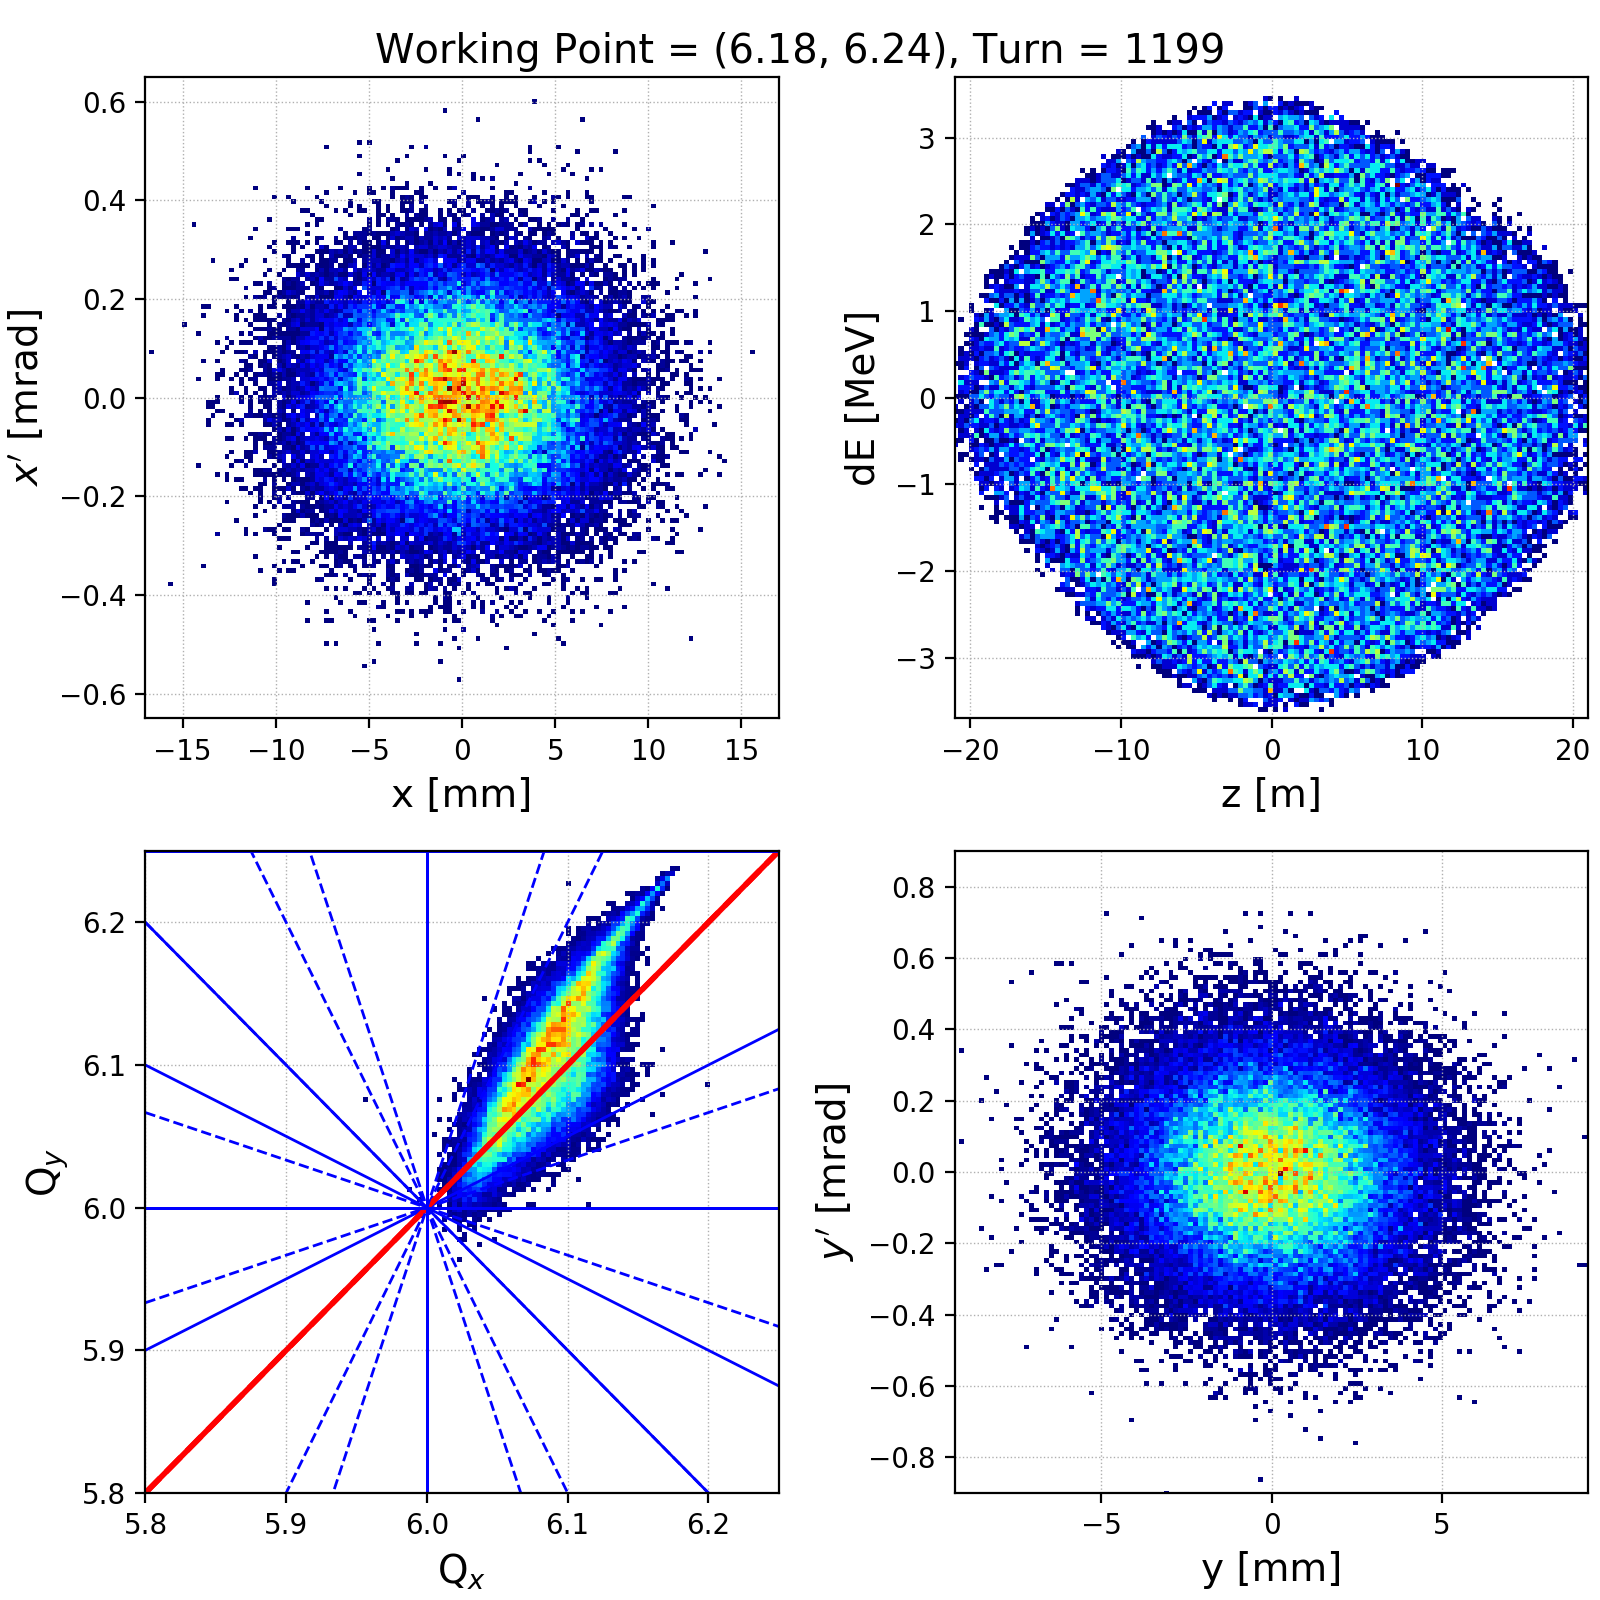 Working Point = (6.18, 6.24), Turn = 1199
0.6
0.4
0.2
0.0
−0.2
−0.4
−0.6
x′ [mrad]
−15 −10 −5 0 5 10 15
x [mm]
3
2
1
0
−1
−2
−3
dE [MeV]
−20 −10 0 10 20
z [m]
6.2
6.1
6.0
5.9
5.8
Qy
5.8 5.9 6.0 6.1 6.2
Qx
0.8
0.6
0.4
0.2
0.0
−0.2
−0.4
−0.6
−0.8
y′ [mrad]
−5 0 5
y [mm]